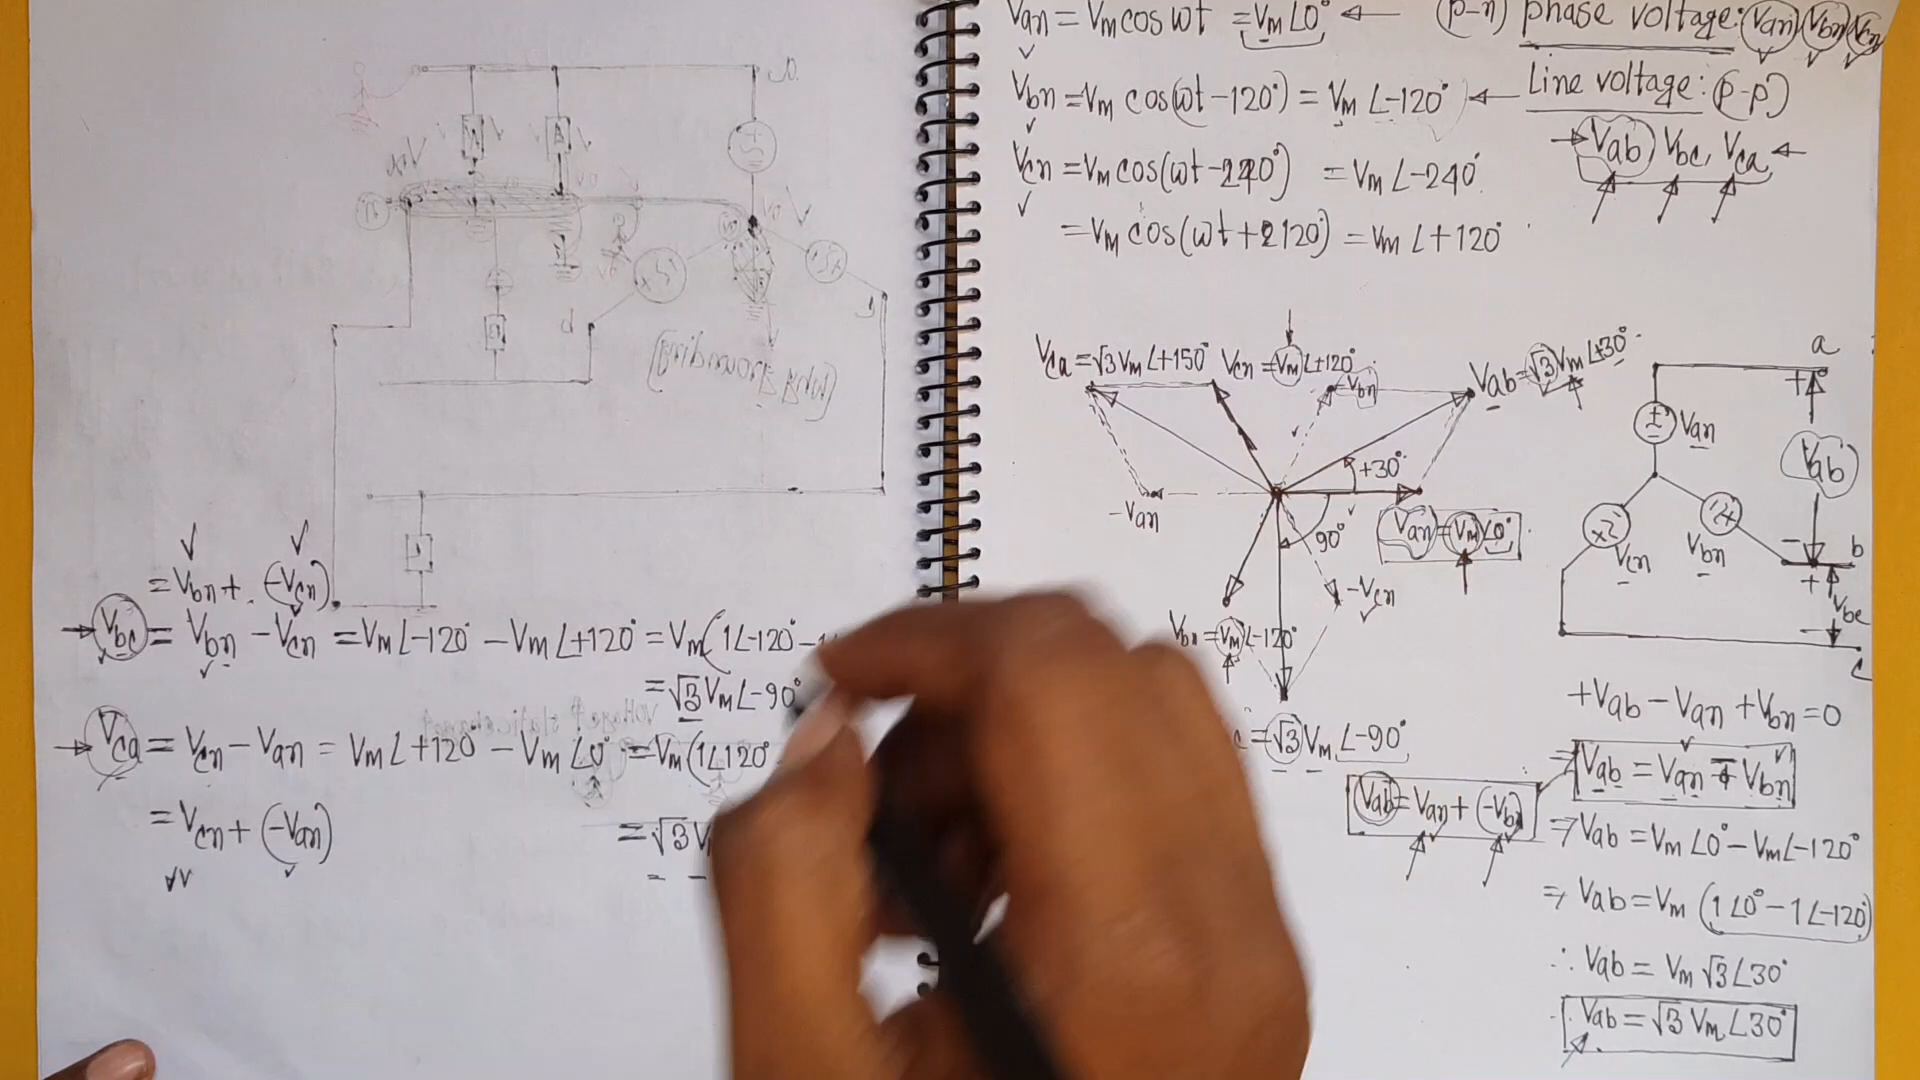 Van = Vm cos wt = Vm ∠0° ← (p-n) phase voltage: Van, Vbn, Vcn
Vbn = Vm cos(wt-120°) = Vm ∠-120° ← Line voltage: (p-p)
→ Vab, Vbc, Vca ←
Vcn = Vm cos(wt-240°) = Vm ∠-240°
= Vm cos(wt+120°) = Vm ∠+120°
Vca = √3 Vm ∠+150°
Vcn = Vm ∠+120°
-Vbn
Vab = √3 Vm ∠+30°
+30°
-Van
90°
Van = Vm ∠0°
-Vcn
Vbn = Vm ∠-120°
= √3 Vm ∠-90°
a
+
± Van
Vab
Vcn
Vbn
- b
+
Vbc
-
c
+Vab - Van + Vbn = 0
⇒ Vab = Van - Vbn
Vab = Van + (-Vbn)
⇒ Vab = Vm ∠0° - Vm ∠-120°
⇒ Vab = Vm (1∠0° - 1∠-120°)
∴ Vab = Vm √3 ∠30°
Vab = √3 Vm ∠30°
= Vbn + (-Vcn)
→ Vbc = Vbn - Vcn = Vm ∠-120° - Vm ∠+120° = Vm (1∠-120° -
= √3 Vm ∠-90°
→ Vca = Vcn - Van = Vm ∠+120° - Vm ∠0° = Vm (1∠120°
= Vcn + (-Van)
= √3 V